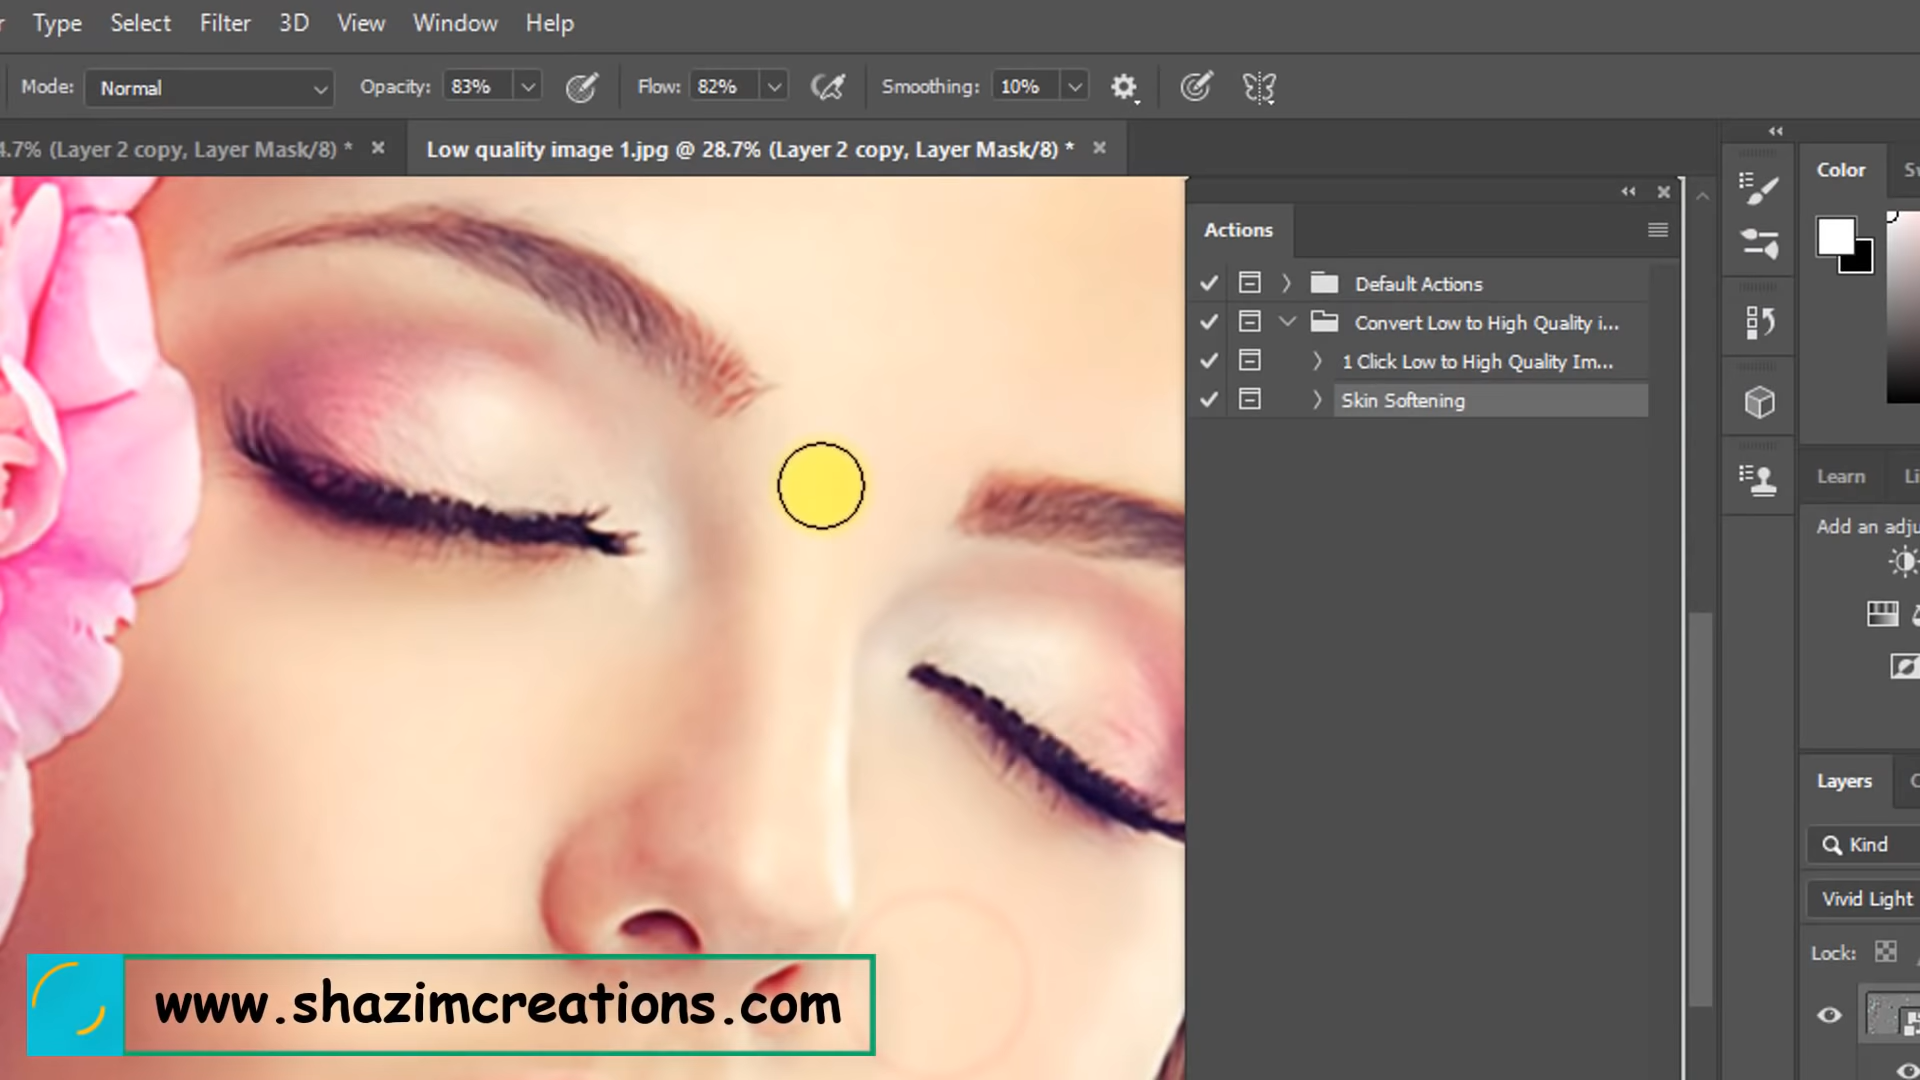 Type Select Filter 3D View Window Help
Mode: Normal Opacity: 83% Flow: 82% Smoothing: 10%
4.7% (Layer 2 copy, Layer Mask/8) * Low quality image 1.jpg @ 28.7% (Layer 2 copy, Layer Mask/8) *
Color
Actions
Default Actions
Convert Low to High Quality i...
1 Click Low to High Quality Im...
Skin Softening
Learn
Add an adju
Layers
Kind
Vivid Light
Lock:
www.shazimcreations.com